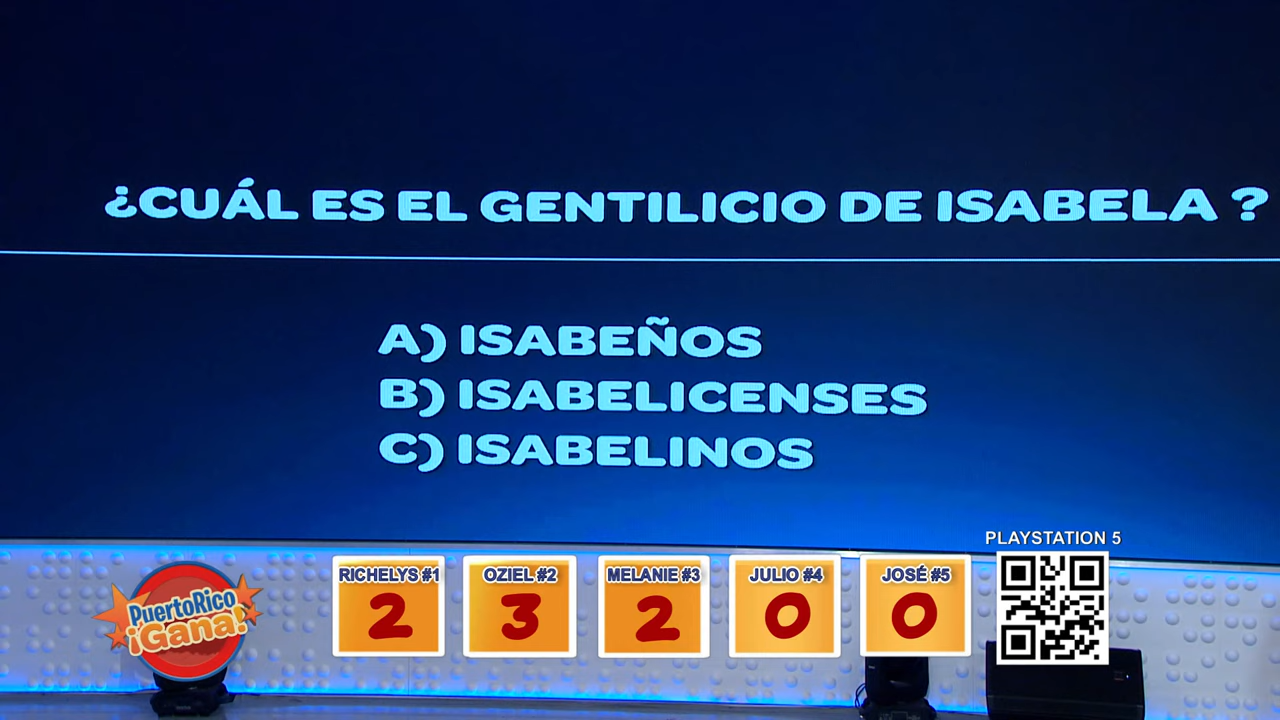 ¿CUÁL ES EL GENTILICIO DE ISABELA ?
A) ISABEÑOS
B) ISABELICENSES
C) ISABELINOS
PLAYSTATION 5
RICHELYS #1
OZIEL #2
MELANIE #3
JULIO #4
JOSÉ #5
2
3
2
0
0
PuertoRico
¡Gana!